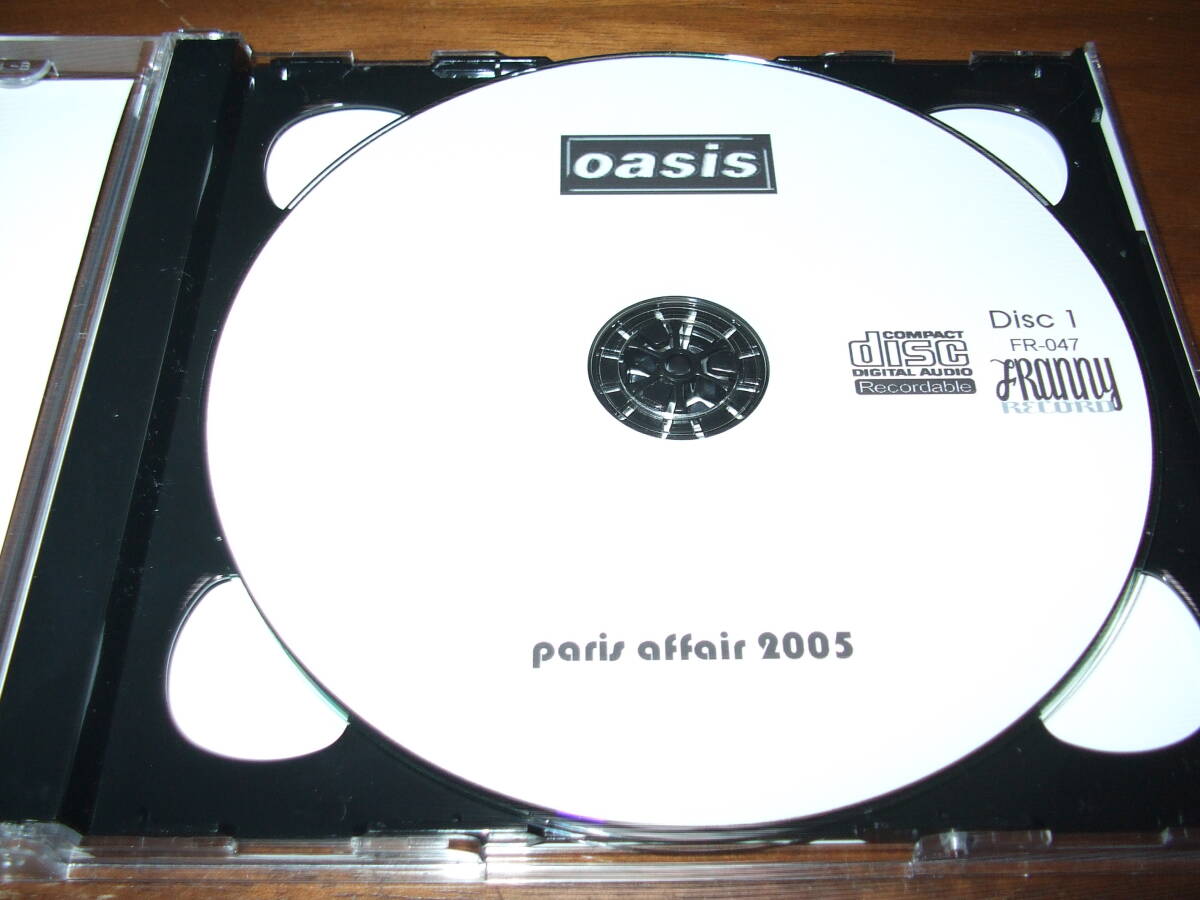 oasis
COMPACT
disc
DIGITAL AUDIO
Recordable
Disc 1
FR-047
FRanny
RECORD
paris affair 2005